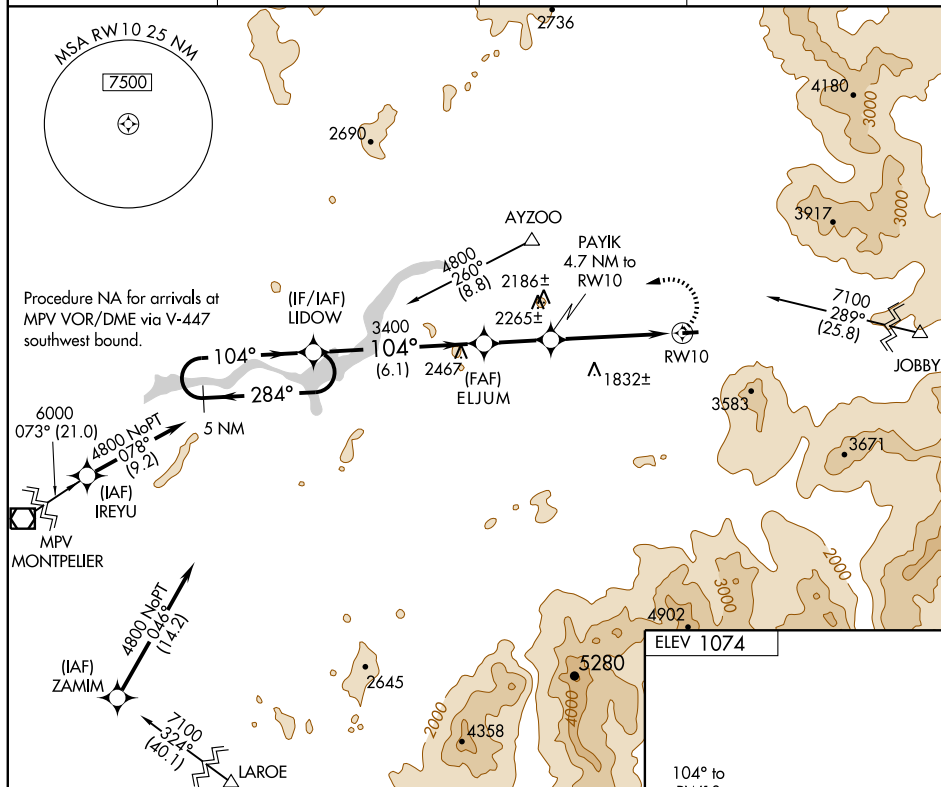 2736
MSA RW10 25 NM
7500
4180
3000
2690
3917
3000
AYZOO
4800
260°
(8.8)
PAYIK
4.7 NM to
RW10
2186±
2265±
7100
289°
(25.8)
JOBBY
Procedure NA for arrivals at
MPV VOR/DME via V-447
southwest bound.
(IF/IAF)
LIDOW
3400
104°
(6.1)
104°
284°
5 NM
2467
(FAF)
ELJUM
RW10
1832±
3583
3671
6000
073° (21.0)
4800 NoPT
078°
(9.2)
(IAF)
IREYU
MPV
MONTPELIER
2000
3000
4902
4800 NoPT
046°
(14.2)
(IAF)
ZAMIM
2645
5280
4000
2000
4358
7100
324°
(40.1)
LAROE
ELEV 1074
104° to